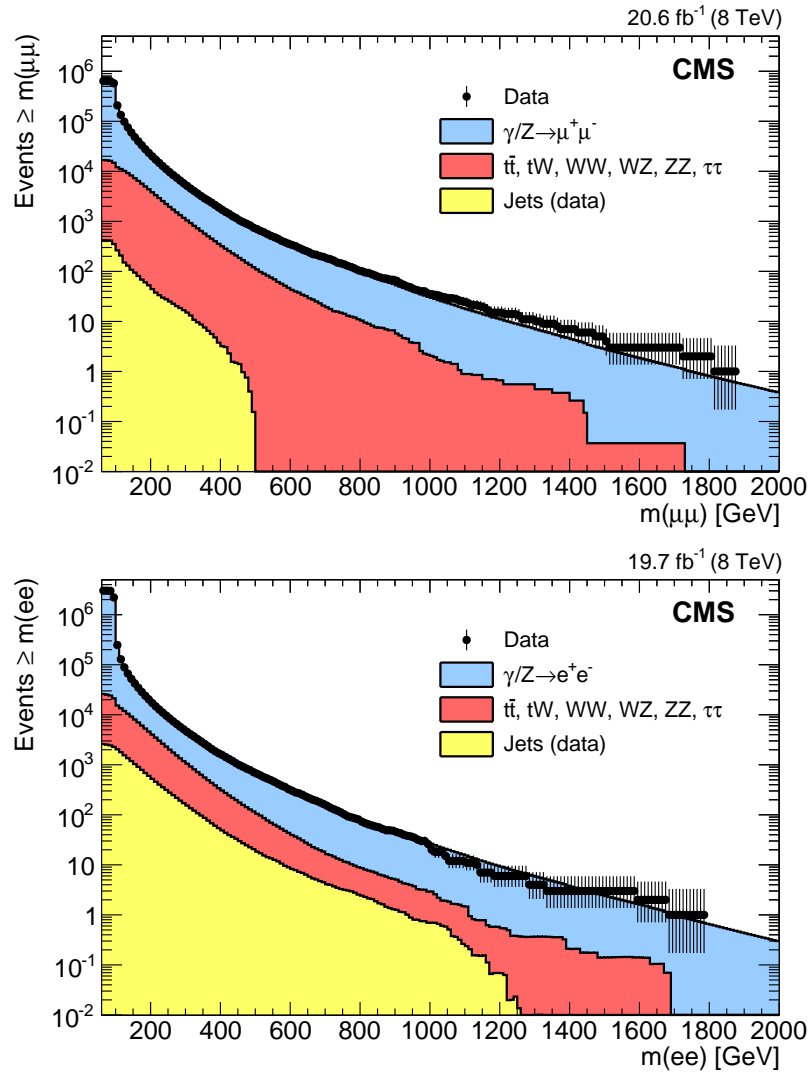 20.6 fb⁻¹ (8 TeV)
CMS
Events ≥ m(μμ)
10⁶
10⁵
10⁴
10³
10²
10
1
10⁻¹
10⁻²
Data
γ/Z→μ⁺μ⁻
tt̄, tW, WW, WZ, ZZ, ττ
Jets (data)
200 400 600 800 1000 1200 1400 1600 1800 2000
m(μμ) [GeV]
19.7 fb⁻¹ (8 TeV)
CMS
Events ≥ m(ee)
10⁶
10⁵
10⁴
10³
10²
10
1
10⁻¹
10⁻²
Data
γ/Z→e⁺e⁻
tt̄, tW, WW, WZ, ZZ, ττ
Jets (data)
200 400 600 800 1000 1200 1400 1600 1800 2000
m(ee) [GeV]